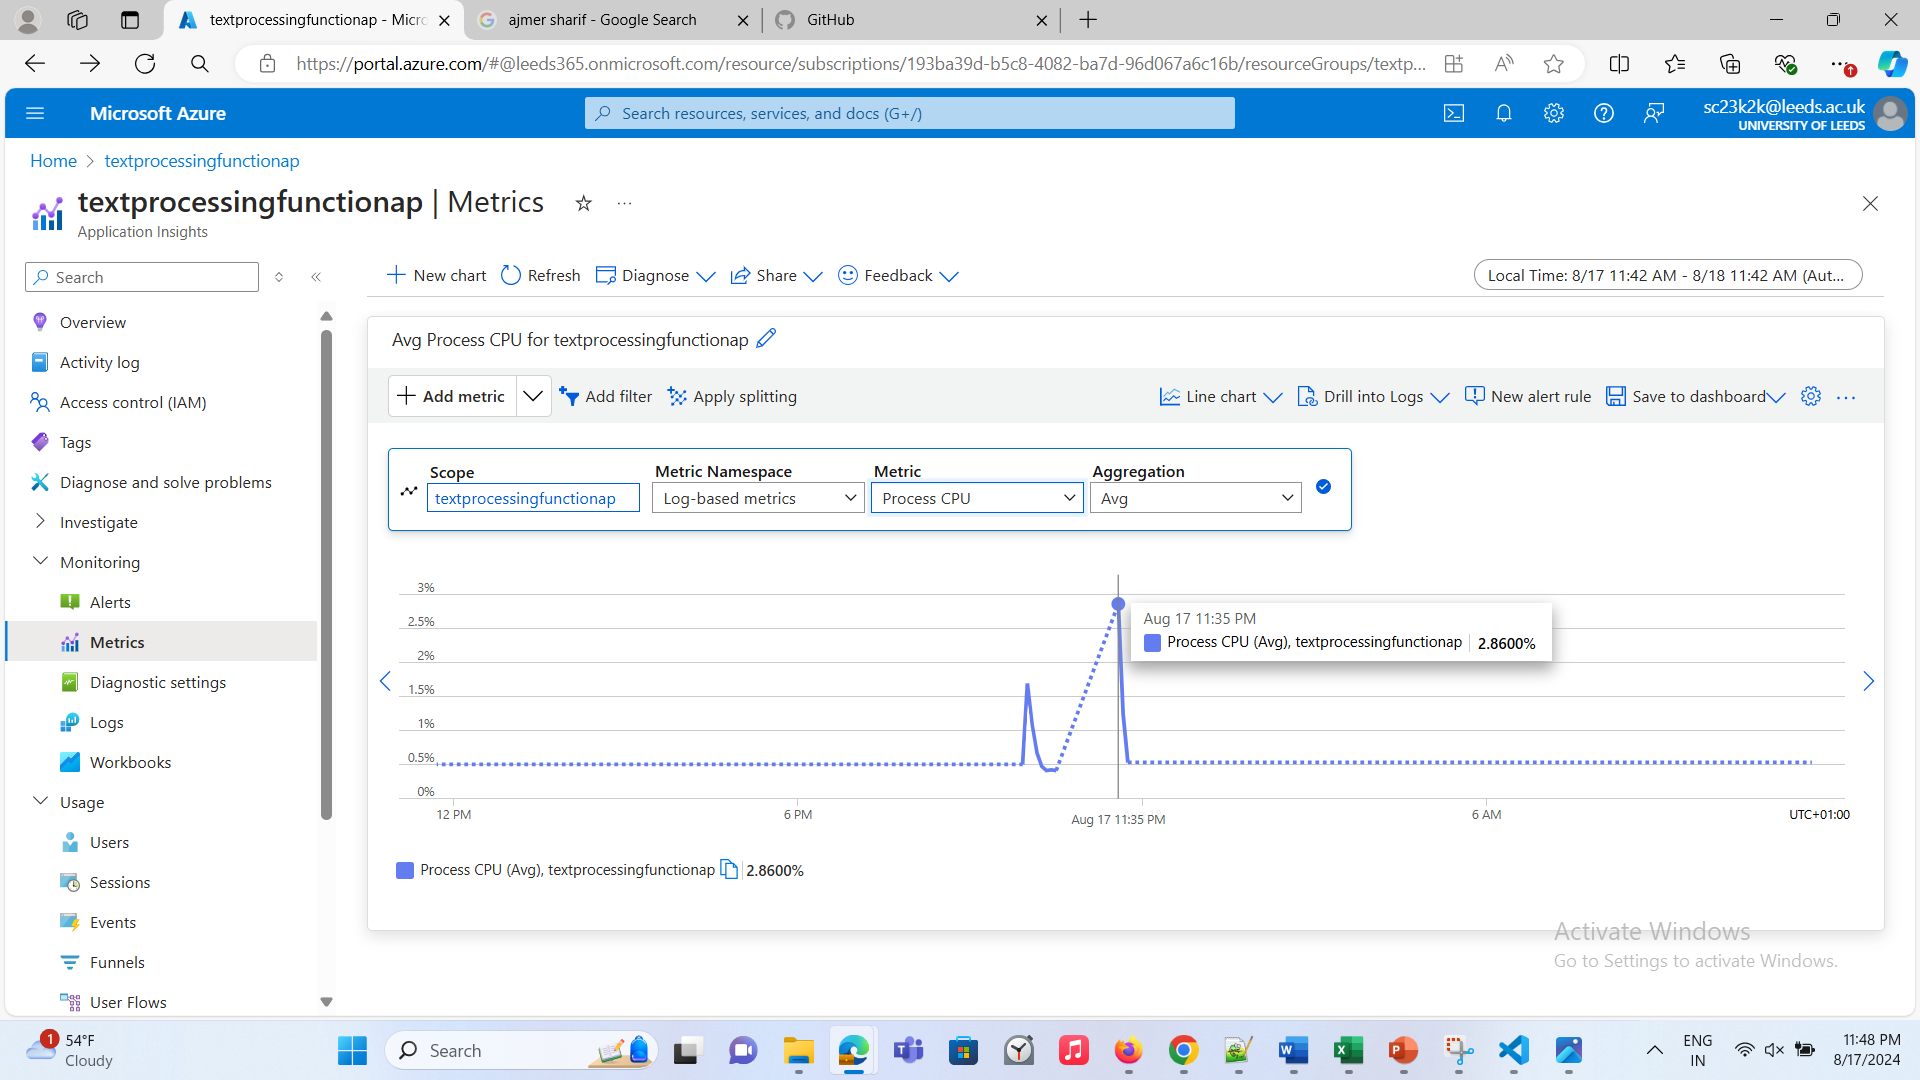 textprocessingfunctionap - Micro
ajmer sharif - Google Search
GitHub
https://portal.azure.com/#@leeds365.onmicrosoft.com/resource/subscriptions/193ba39d-b5c8-4082-ba7d-96d067a6c16b/resourceGroups/textp...
Microsoft Azure
Search resources, services, and docs (G+/)
sc23k2k@leeds.ac.uk
UNIVERSITY OF LEEDS
Home > textprocessingfunctionap
textprocessingfunctionap | Metrics
Application Insights
Search
New chart Refresh Diagnose Share Feedback
Local Time: 8/17 11:42 AM - 8/18 11:42 AM (Aut...
Overview
Activity log
Access control (IAM)
Tags
Diagnose and solve problems
Investigate
Monitoring
Alerts
Metrics
Diagnostic settings
Logs
Workbooks
Usage
Users
Sessions
Events
Funnels
User Flows
Avg Process CPU for textprocessingfunctionap
Add metric Add filter Apply splitting
Line chart Drill into Logs New alert rule Save to dashboard
Scope Metric Namespace Metric Aggregation
textprocessingfunctionap Log-based metrics Process CPU Avg
3%
2.5%
2%
1.5%
1%
0.5%
0%
Aug 17 11:35 PM
Process CPU (Avg), textprocessingfunctionap 2.8600%
12 PM 6 PM Aug 17 11:35 PM 6 AM UTC+01:00
Process CPU (Avg), textprocessingfunctionap 2.8600%
Activate Windows
Go to Settings to activate Windows.
1
54°F
Cloudy
Search
ENG
IN
11:48 PM
8/17/2024